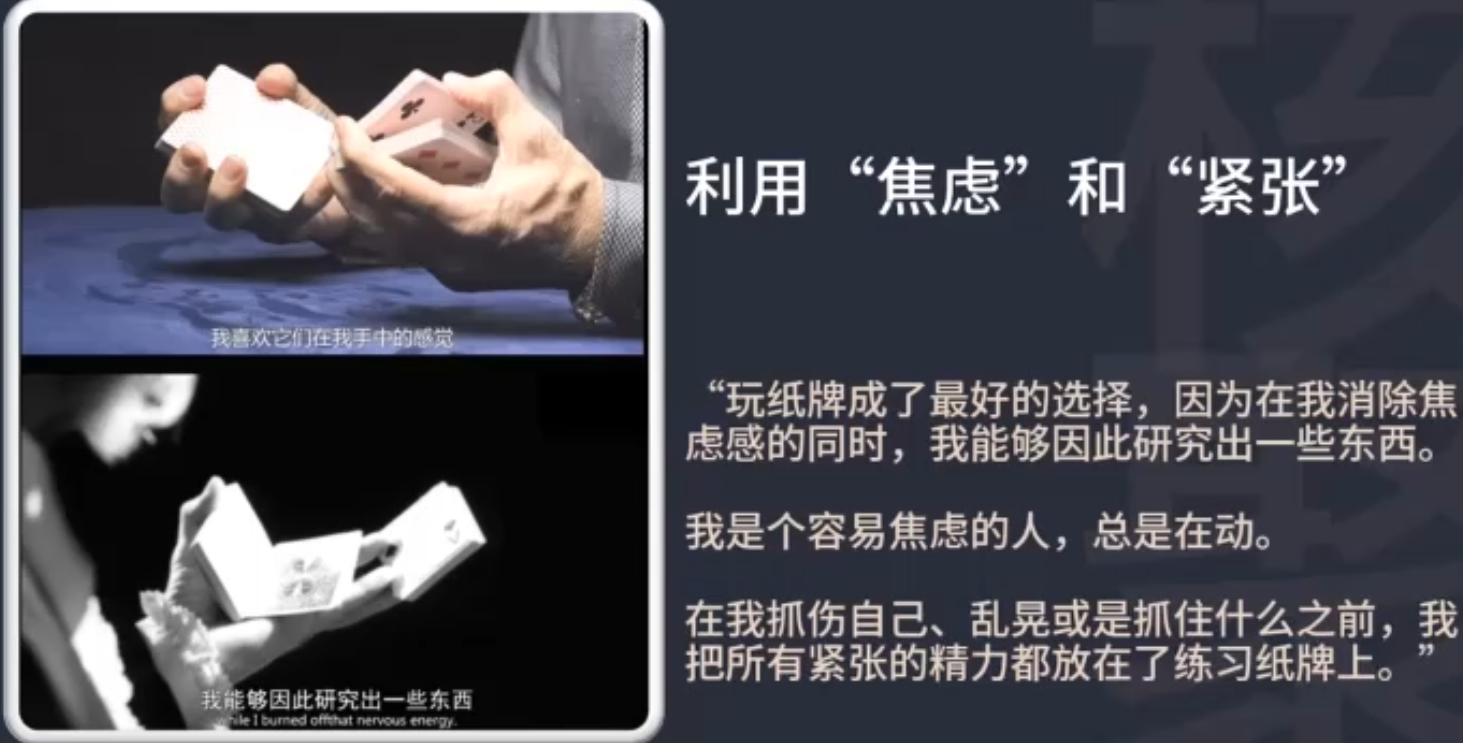 我喜欢它们在我手中的感觉
我能够因此研究出一些东西
while I burned offthat nervous energy.
利用“焦虑”和“紧张”
“玩纸牌成了最好的选择，因为在我消除焦
虑感的同时，我能够因此研究出一些东西。
我是个容易焦虑的人，总是在动。
在我抓伤自己、乱晃或是抓住什么之前，我
把所有紧张的精力都放在了练习纸牌上。”